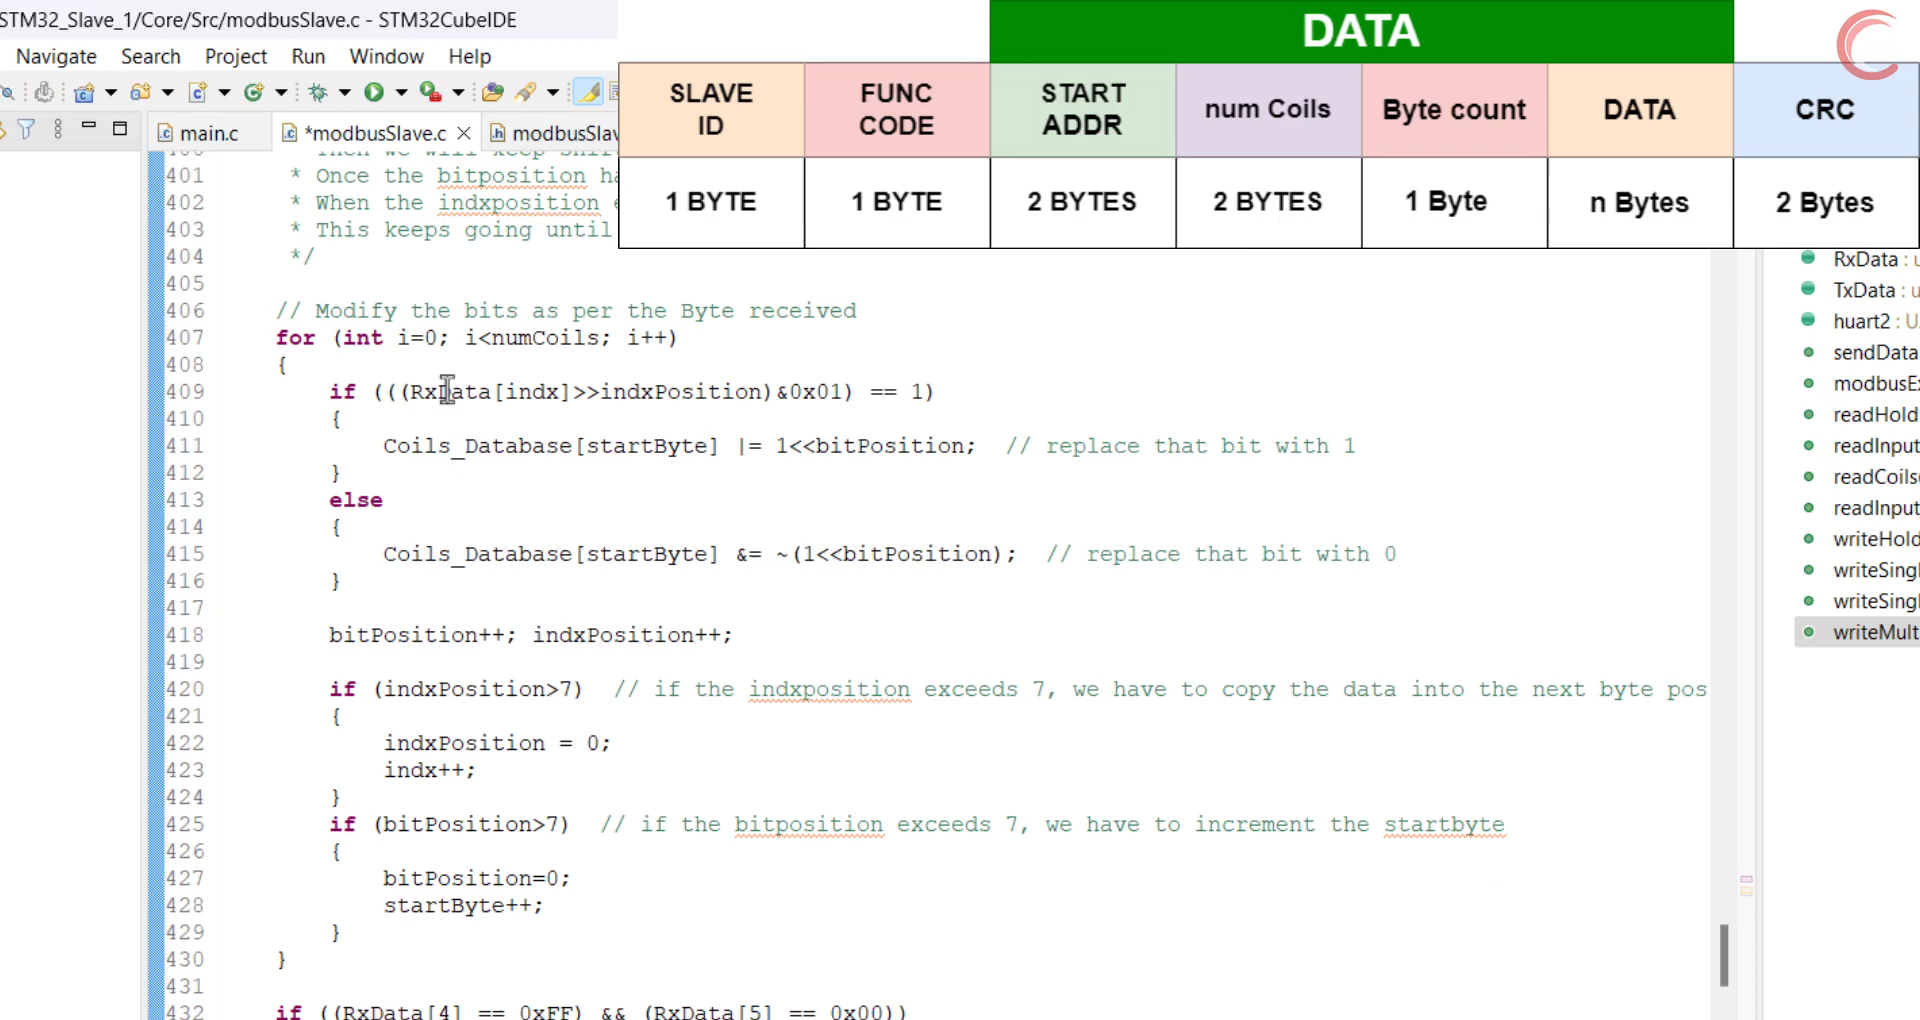 STM32_Slave_1/Core/Src/modbusSlave.c - STM32CubeIDE
Navigate Search Project Run Window Help
main.c *modbusSlave.c modbusSlav
DATA
SLAVE ID FUNC CODE START ADDR num Coils Byte count DATA CRC
1 BYTE 1 BYTE 2 BYTES 2 BYTES 1 Byte n Bytes 2 Bytes
401 * Once the bitposition ha
402 * When the indxposition
403 * This keeps going until
404 */
405
406 // Modify the bits as per the Byte received
407 for (int i=0; i<numCoils; i++)
408 {
409 if (((RxData[indx]>>indxPosition)&0x01) == 1)
410 {
411 Coils_Database[startByte] |= 1<<bitPosition; // replace that bit with 1
412 }
413 else
414 {
415 Coils_Database[startByte] &= ~(1<<bitPosition); // replace that bit with 0
416 }
417
418 bitPosition++; indxPosition++;
419
420 if (indxPosition>7) // if the indxposition exceeds 7, we have to copy the data into the next byte pos
421 {
422 indxPosition = 0;
423 indx++;
424 }
425 if (bitPosition>7) // if the bitposition exceeds 7, we have to increment the startbyte
426 {
427 bitPosition=0;
428 startByte++;
429 }
430 }
431
432 if ((RxData[4] == 0xFF) && (RxData[5] == 0x00))
RxData : u
TxData : u
huart2 : U
sendData
modbusEx
readHold
readInput
readCoils
readInput
writeHold
writeSingl
writeSingl
writeMult